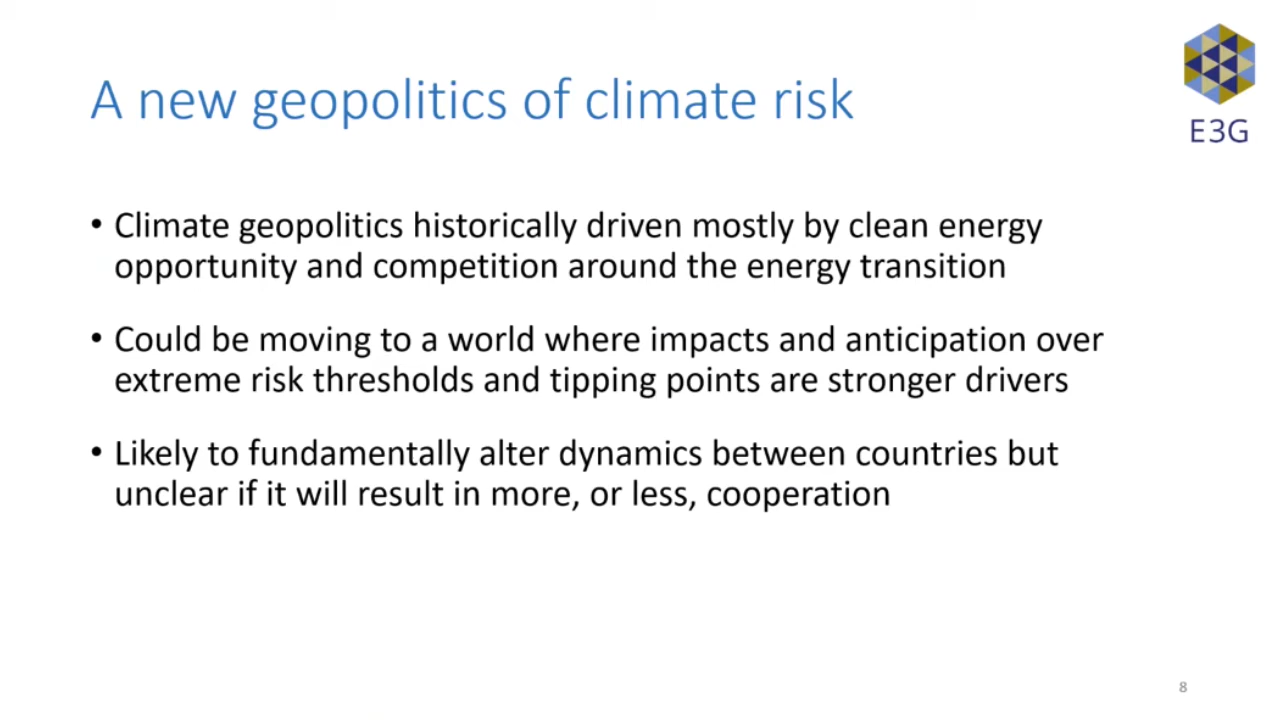 A new geopolitics of climate risk
E3G
• Climate geopolitics historically driven mostly by clean energy
opportunity and competition around the energy transition
• Could be moving to a world where impacts and anticipation over
extreme risk thresholds and tipping points are stronger drivers
• Likely to fundamentally alter dynamics between countries but
unclear if it will result in more, or less, cooperation
8